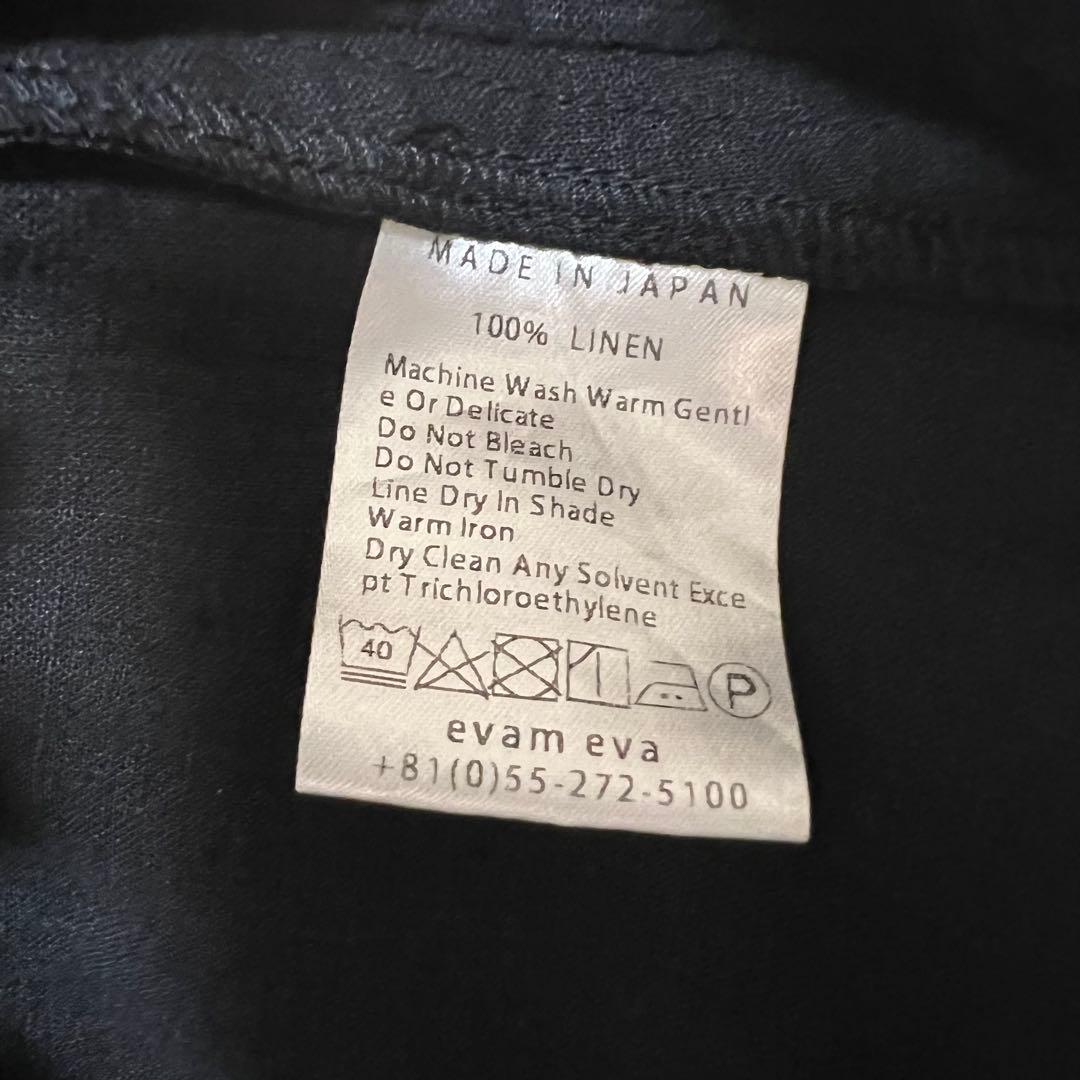 MADE IN JAPAN
100% LINEN
Machine Wash Warm Gentl
e Or Delicate
Do Not Bleach
Do Not Tumble Dry
Line Dry In Shade
Warm Iron
Dry Clean Any Solvent Exce
pt Trichloroethylene
40 P
evam eva
+81(0)55-272-5100